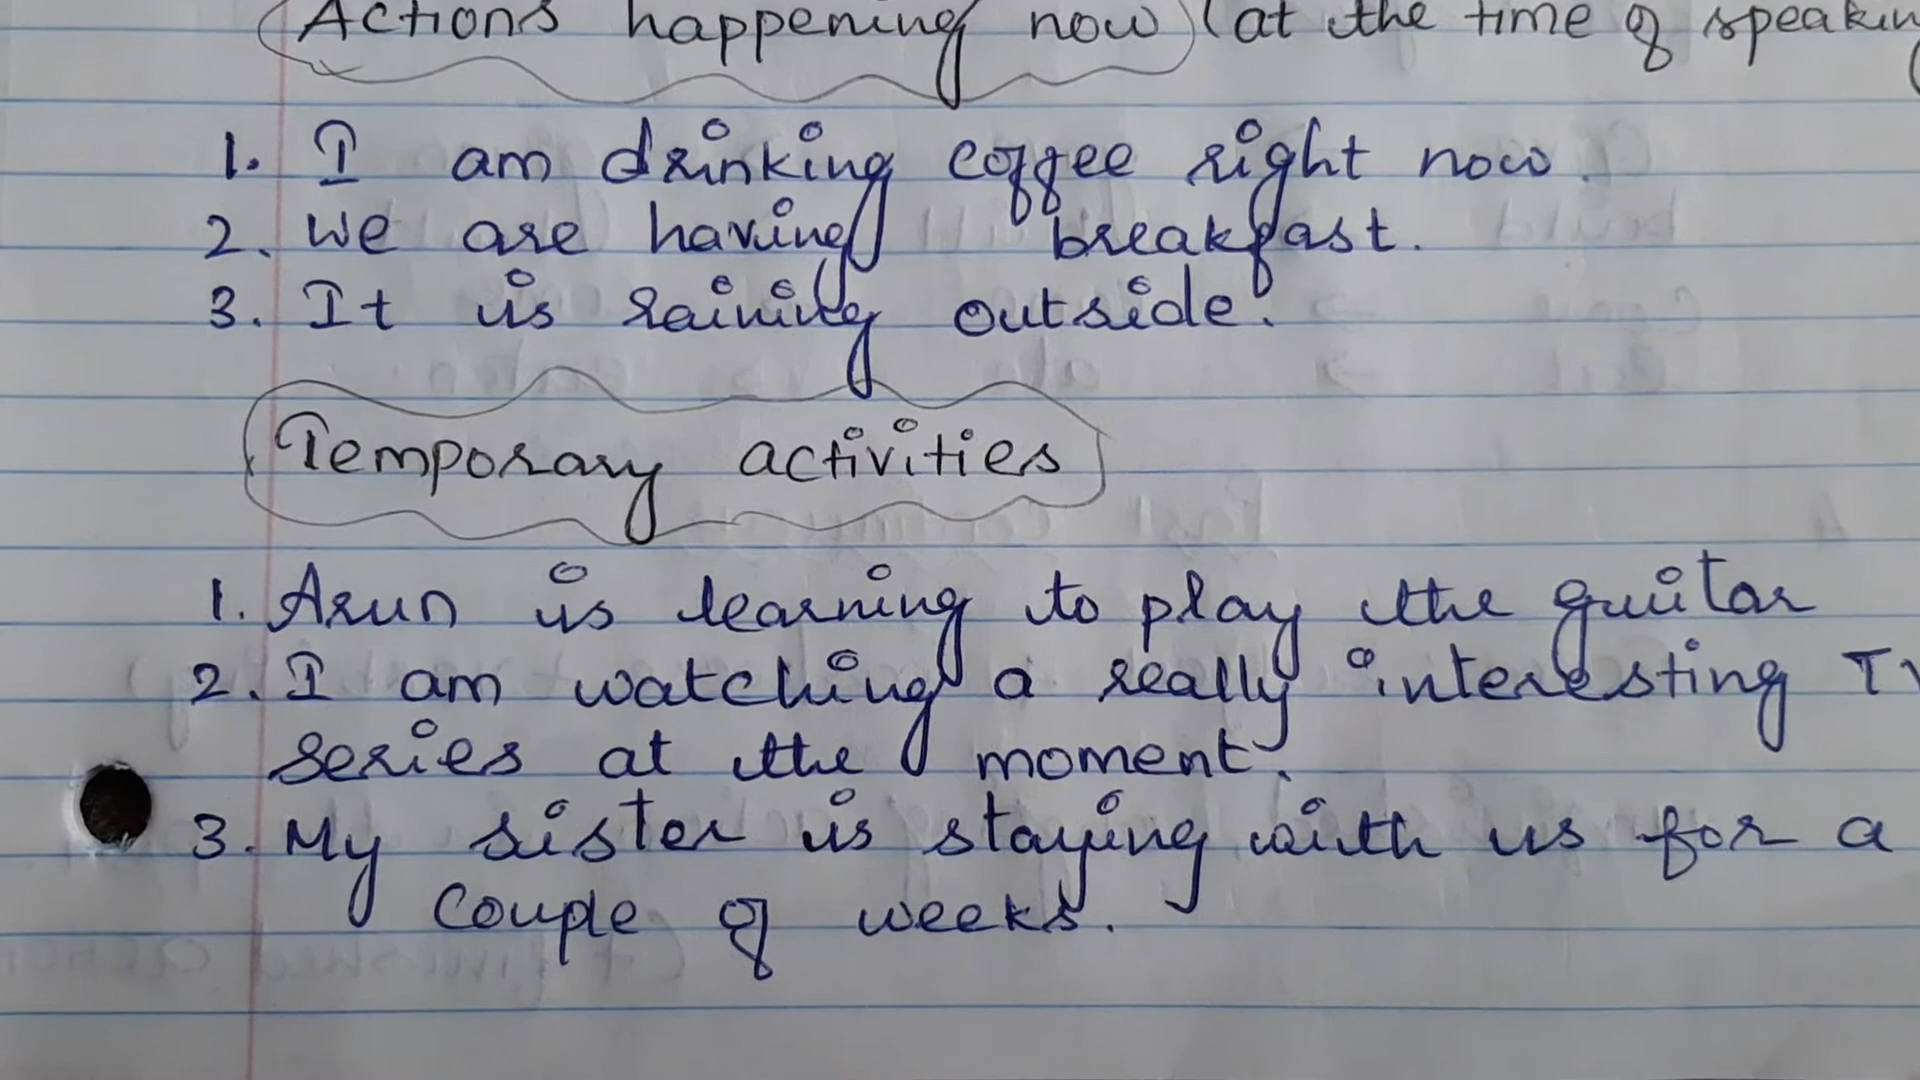 Actions happening now (at the time of speaking
1. I am drinking coffee right now.
2. We are having breakfast.
3. It is raining outside.
Temporary activities
1. Arun is learning to play the guitar
2. I am watching a really interesting TV
series at the moment.
3. My sister is staying with us for a
couple of weeks.